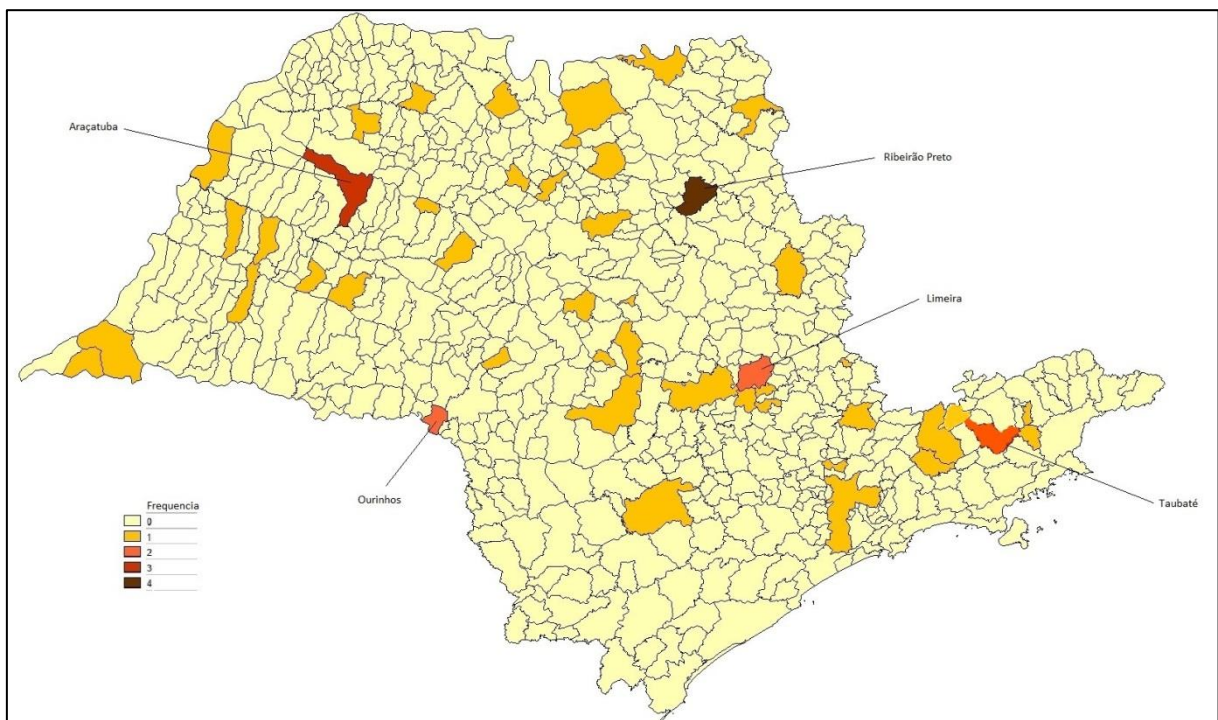 Araçatuba
Ribeirão Preto
Limeira
Ourinhos
Taubaté
Frequencia
0
1
2
3
4